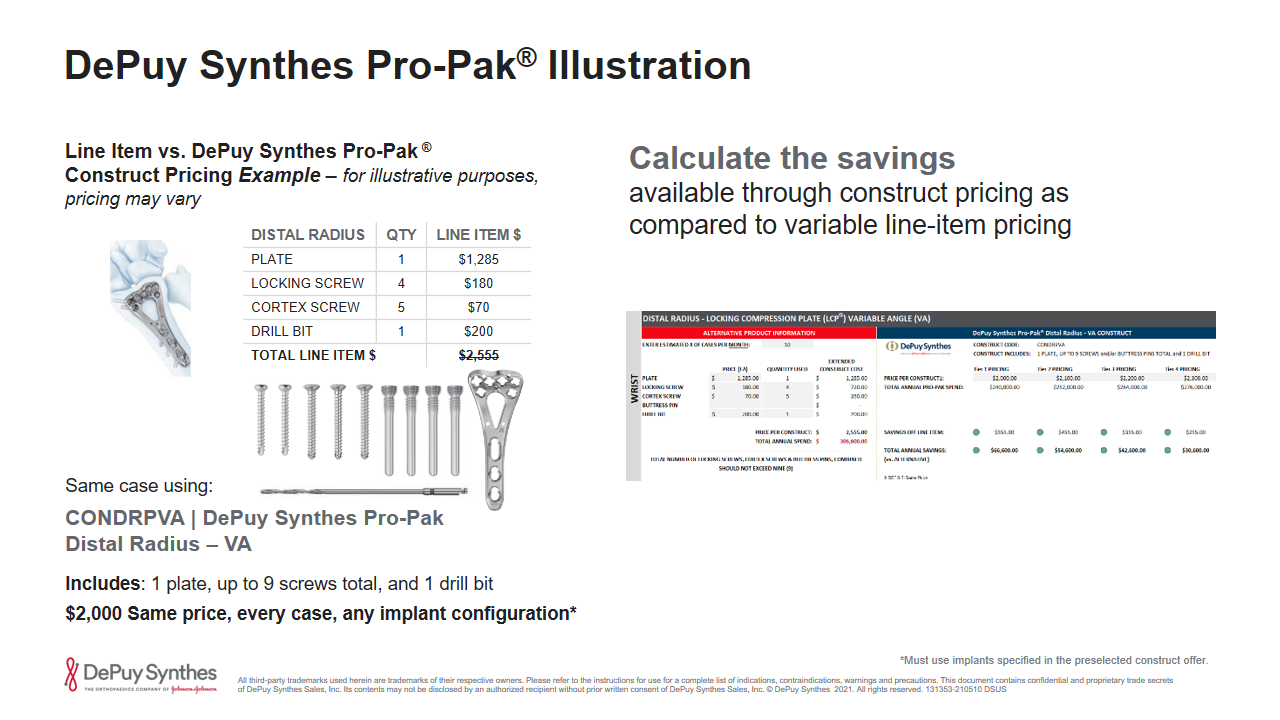 DePuy Synthes Pro-Pak® Illustration
Line Item vs. DePuy Synthes Pro-Pak ®
Construct Pricing Example – for illustrative purposes,
pricing may vary
DISTAL RADIUS QTY LINE ITEM $
PLATE 1 $1,285
LOCKING SCREW 4 $180
CORTEX SCREW 5 $70
DRILL BIT 1 $200
TOTAL LINE ITEM $ $2,555
Same case using:
CONDRPVA | DePuy Synthes Pro-Pak
Distal Radius – VA
Includes: 1 plate, up to 9 screws total, and 1 drill bit
$2,000 Same price, every case, any implant configuration*
Calculate the savings
available through construct pricing as
compared to variable line-item pricing
DISTAL RADIUS - LOCKING COMPRESSION PLATE (LCP®) VARIABLE ANGLE (VA)
WRIST
ALTERNATIVE PRODUCT INFORMATION
ENTER ESTIMATED # OF CASES PER MONTH: 10
PRICE (EA) QUANTITY USED EXTENDED CONSTRUCT COST
PLATE $ 1,285.00 1 $ 1,285.00
LOCKING SCREW $ 180.00 4 $ 720.00
CORTEX SCREW $ 70.00 5 $ 350.00
BUTTRESS PIN $
DRILL BIT $ 200.00 1 $ 200.00
PRICE PER CONSTRUCT: $ 2,555.00
TOTAL ANNUAL SPEND: $ 306,600.00
TOTAL NUMBER OF LOCKING SCREWS, CORTEX SCREWS & BUTTRESS PINS, COMBINED
SHOULD NOT EXCEED NINE (9)
DePuy Synthes Pro-Pak® Distal Radius - VA CONSTRUCT
DePuy Synthes
CONSTRUCT CODE: CONDRPVA
CONSTRUCT INCLUDES: 1 PLATE, UP TO 9 SCREWS and/or BUTTRESS PINS TOTAL and 1 DRILL BIT
Tier 1 PRICING Tier 2 PRICING Tier 3 PRICING Tier 4 PRICING
PRICE PER CONSTRUCT: $2,000.00 $2,100.00 $2,200.00 $2,300.00
TOTAL ANNUAL PRO-PAK SPEND: $240,000.00 $252,000.00 $264,000.00 $276,000.00
SAVINGS OFF LINE ITEM: $555.00 $455.00 $355.00 $255.00
TOTAL ANNUAL SAVINGS: $66,600.00 $54,600.00 $42,600.00 $30,600.00
(vs. ALTERNATIVE)
*Must use implants specified in the preselected construct offer.
DePuy Synthes
THE ORTHOPAEDICS COMPANY OF Johnson & Johnson
All third-party trademarks used herein are trademarks of their respective owners. Please refer to the instructions for use for a complete list of indications, contraindications, warnings and precautions. This document contains confidential and proprietary trade secrets
of DePuy Synthes Sales, Inc. Its contents may not be disclosed by an authorized recipient without prior written consent of DePuy Synthes Sales, Inc. © DePuy Synthes 2021. All rights reserved. 131353-210510 DSUS